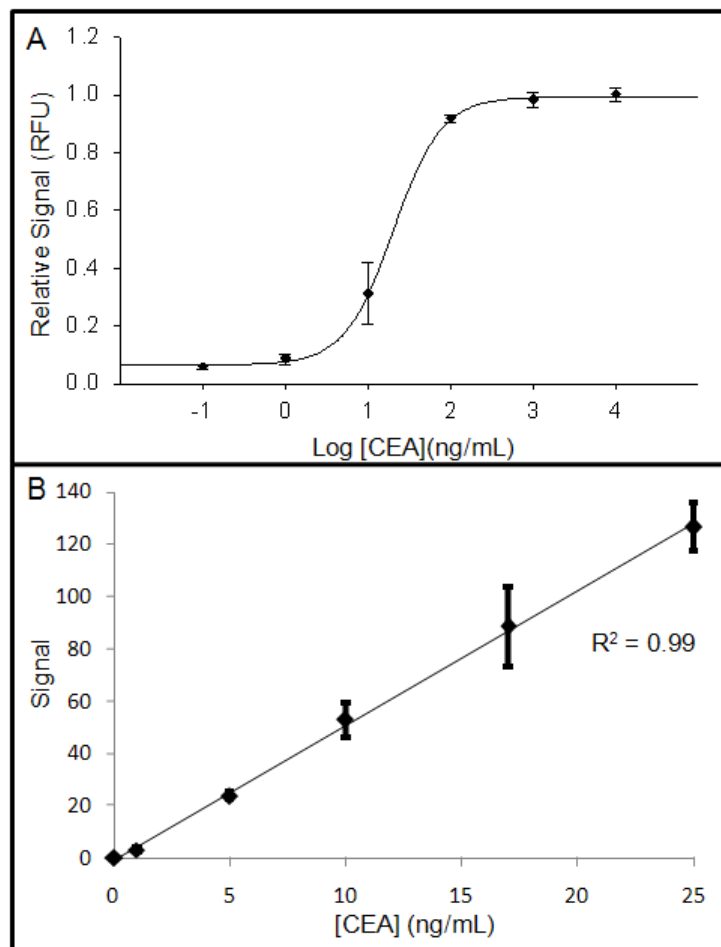 A
1.2
1.0
0.8
0.6
0.4
0.2
0.0
Relative Signal (RFU)
-1 0 1 2 3 4
Log [CEA](ng/mL)
B
140
120
100
80
60
40
20
0
Signal
R² = 0.99
0 5 10 15 20 25
[CEA] (ng/mL)